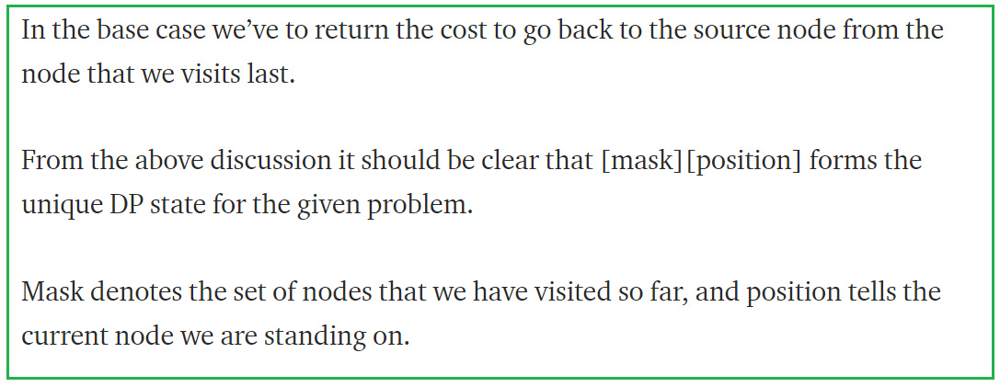 In the base case we’ve to return the cost to go back to the source node from the
node that we visits last.
From the above discussion it should be clear that [mask][position] forms the
unique DP state for the given problem.
Mask denotes the set of nodes that we have visited so far, and position tells the
current node we are standing on.